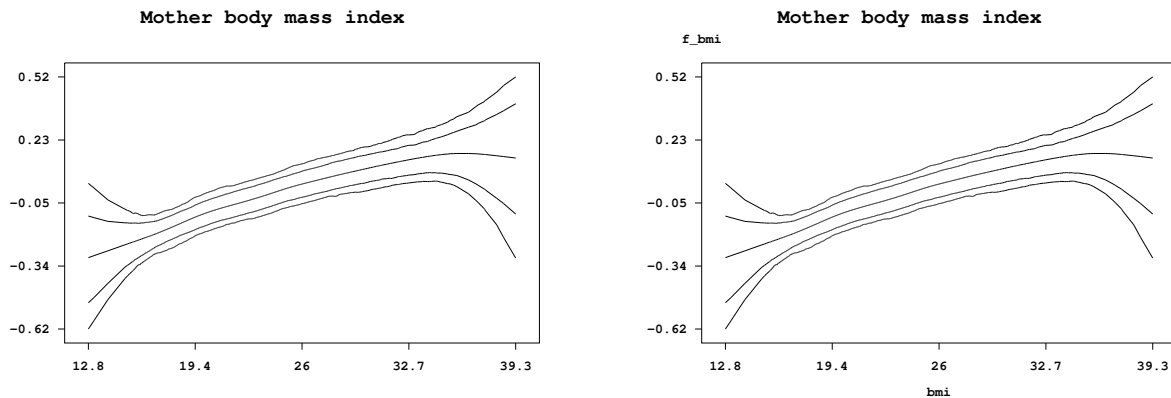 Mother body mass index
0.52
0.23
-0.05
-0.34
-0.62
12.8 19.4 26 32.7 39.3
Mother body mass index
f_bmi
0.52
0.23
-0.05
-0.34
-0.62
12.8 19.4 26 32.7 39.3
bmi